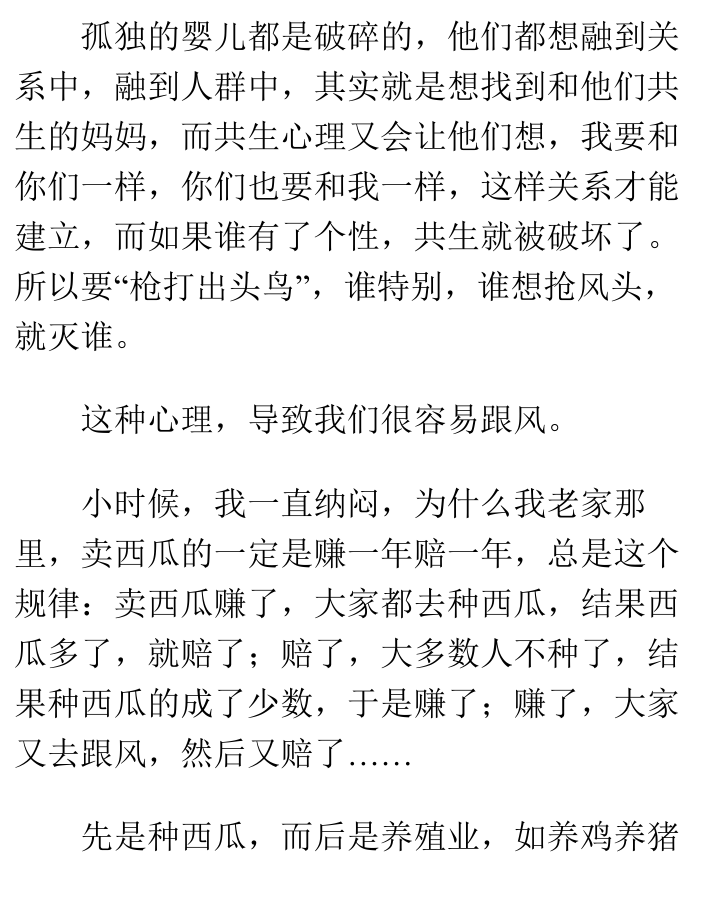 孤独的婴儿都是破碎的，他们都想融到关
系中，融到人群中，其实就是想找到和他们共
生的妈妈，而共生心理又会让他们想，我要和
你们一样，你们也要和我一样，这样关系才能
建立，而如果谁有了个性，共生就被破坏了。
所以要“枪打出头鸟”，谁特别，谁想抢风头，
就灭谁。
这种心理，导致我们很容易跟风。
小时候，我一直纳闷，为什么我老家那
里，卖西瓜的一定是赚一年赔一年，总是这个
规律：卖西瓜赚了，大家都去种西瓜，结果西
瓜多了，就赔了；赔了，大多数人不种了，结
果种西瓜的成了少数，于是赚了；赚了，大家
又去跟风，然后又赔了……
先是种西瓜，而后是养殖业，如养鸡养猪